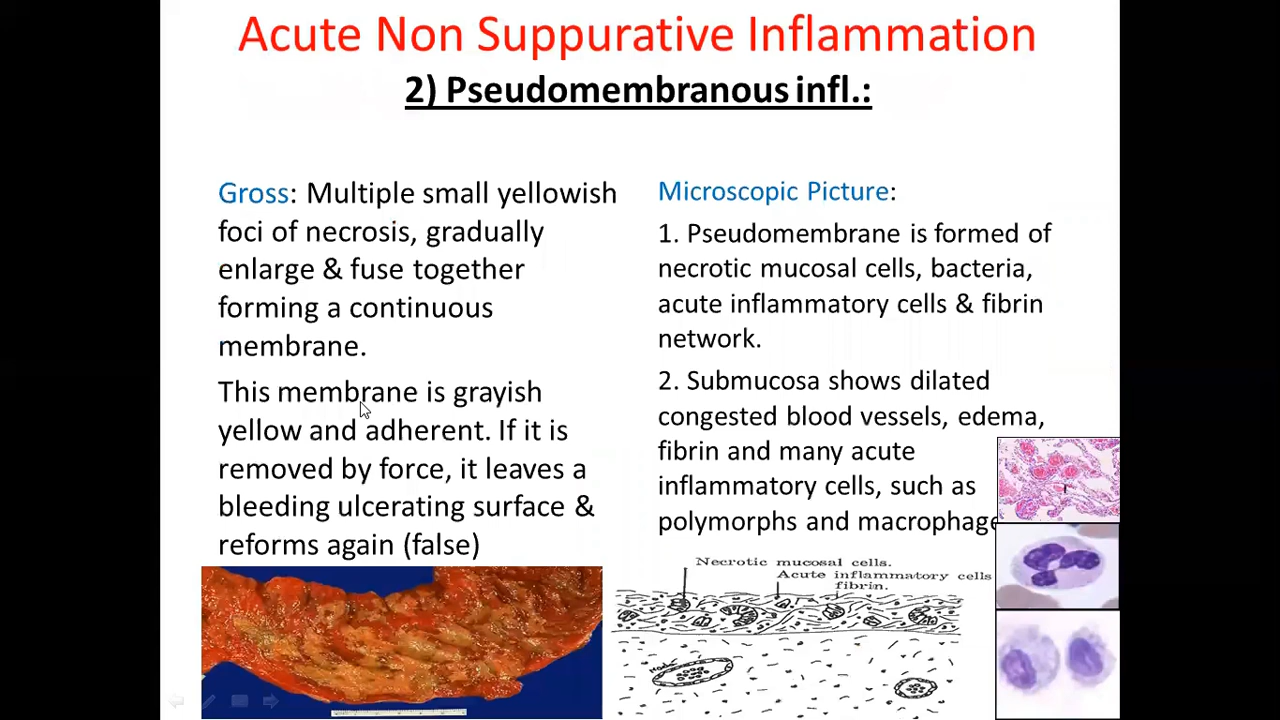 Acute Non Suppurative Inflammation
2) Pseudomembranous infl.:
Gross: Multiple small yellowish
foci of necrosis, gradually
enlarge & fuse together
forming a continuous
membrane.
This membrane is grayish
yellow and adherent. If it is
removed by force, it leaves a
bleeding ulcerating surface &
reforms again (false)
Microscopic Picture:
1. Pseudomembrane is formed of
necrotic mucosal cells, bacteria,
acute inflammatory cells & fibrin
network.
2. Submucosa shows dilated
congested blood vessels, edema,
fibrin and many acute
inflammatory cells, such as
polymorphs and macrophage
Necrotic mucosal cells.
Acute inflammatory cells
fibrin.